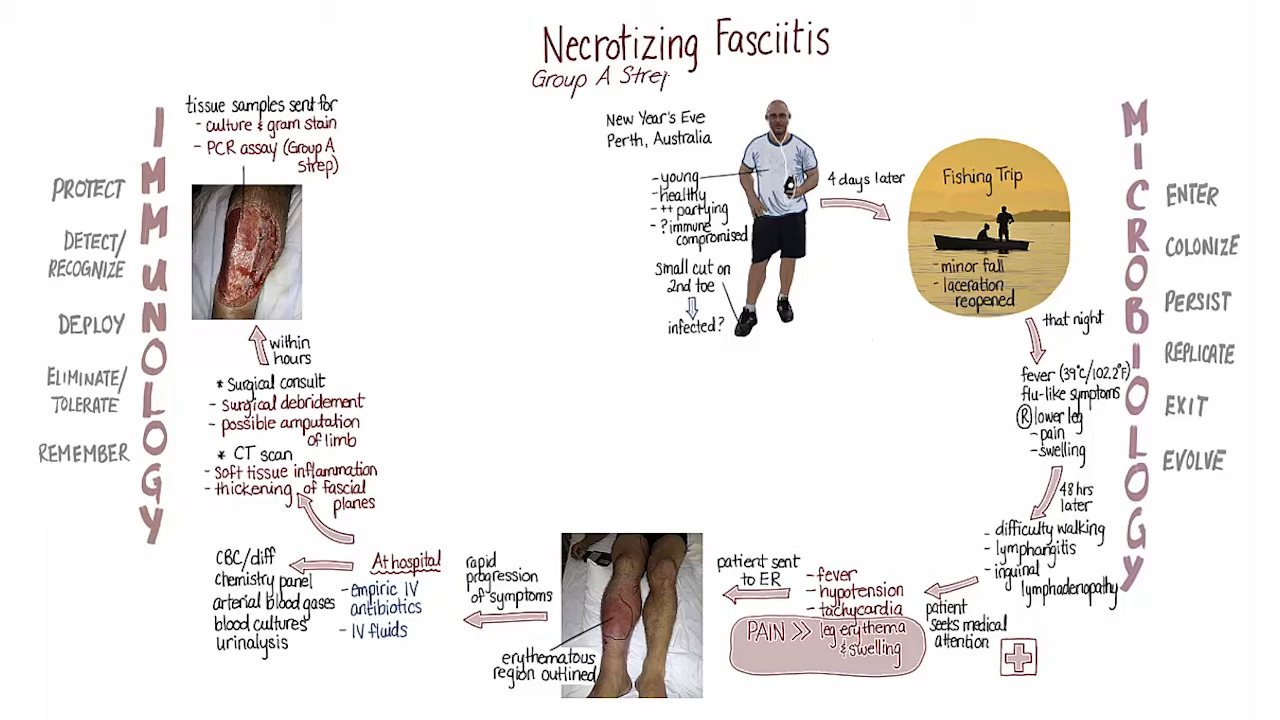 Necrotizing Fasciitis
Group A Strep
New Year's Eve
Perth, Australia
-young
-healthy
-++ partying
-? immune
compromised
small cut on
2nd toe
infected?
4 days later
Fishing Trip
-minor fall
-laceration
reopened
that night
fever (39°C/102.2°F)
flu-like symptoms
R lower leg
-pain
-swelling
48 hrs
later
- difficulty walking
- lymphangitis
- inguinal
lymphadenopathy
patient
seeks medical
attention
- fever
- hypotension
- tachycardia
PAIN >> leg erythema
& swelling
patient sent
to ER
erythematous
region outlined
rapid
progression
of symptoms
At hospital
- empiric IV
antibiotics
- IV fluids
CBC/diff
chemistry panel
arterial blood gases
blood cultures
urinalysis
* Surgical consult
- surgical debridement
- possible amputation
of limb
* CT scan
- soft tissue inflammation
- thickening of fascial
planes
within
hours
tissue samples sent for
- culture & gram stain
- PCR assay (Group A
Strep)
IMMUNOLOGY
PROTECT
DETECT/
RECOGNIZE
DEPLOY
ELIMINATE/
TOLERATE
REMEMBER
MICROBIOLOGY
ENTER
COLONIZE
PERSIST
REPLICATE
EXIT
EVOLVE